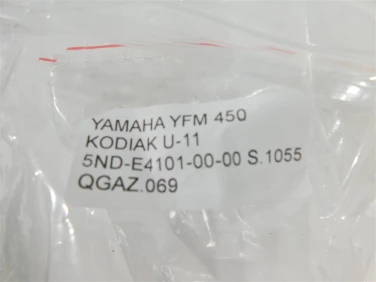 YAMAHA YFM 450
KODIAK U-11
5ND-E4101-00-00 S.1055
QGAZ.069